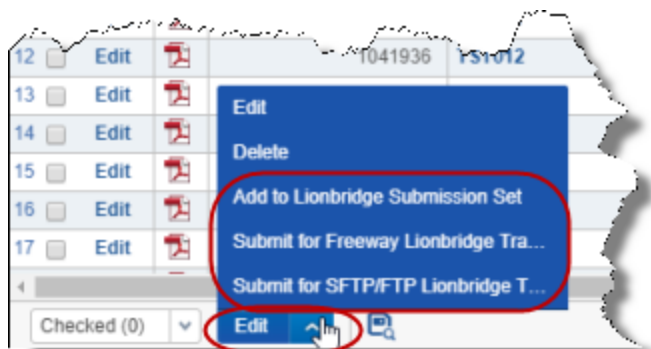 12 Edit 1041936 TS1012
13 Edit
14 Edit
15 Edit
16 Edit
17 Edit
Edit
Delete
Add to Lionbridge Submission Set
Submit for Freeway Lionbridge Tra...
Submit for SFTP/FTP Lionbridge T...
Checked (0) Edit